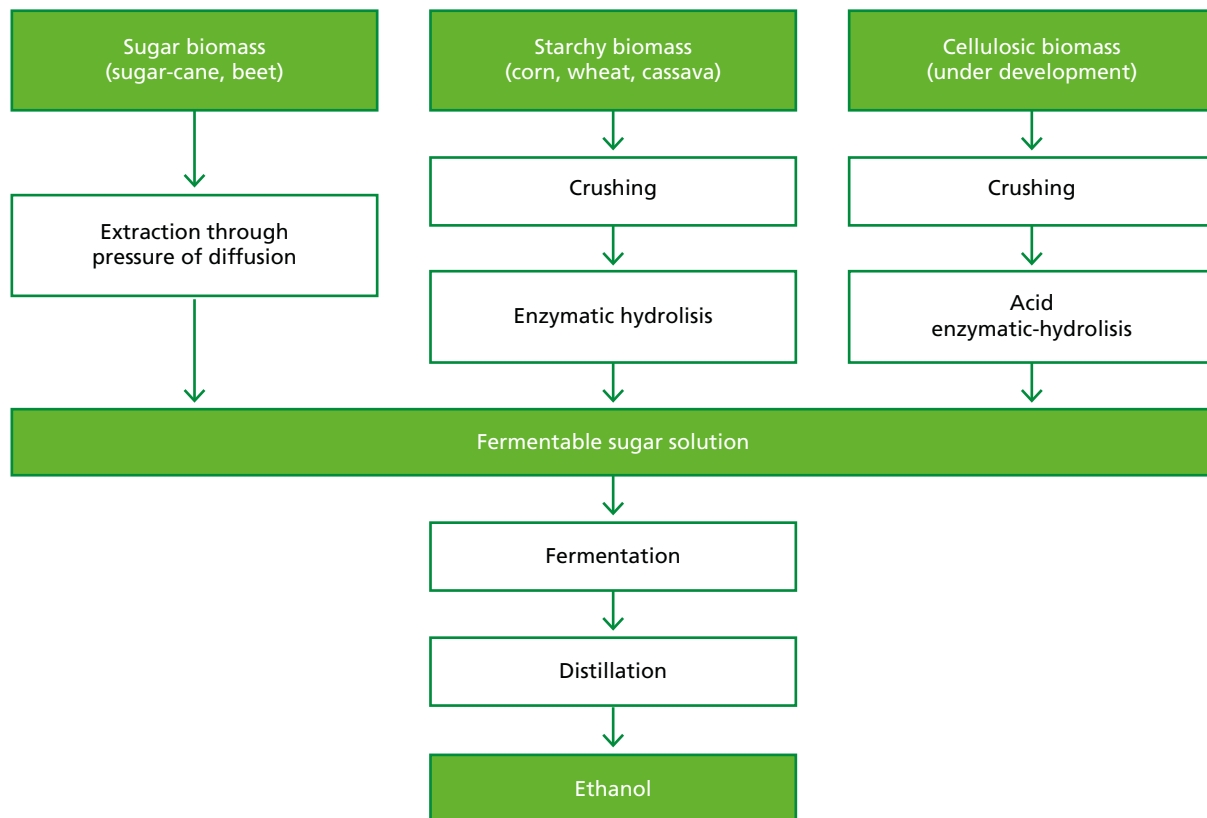 Sugar biomass
(sugar-cane, beet)
Starchy biomass
(corn, wheat, cassava)
Cellulosic biomass
(under development)
Extraction through
pressure of diffusion
Crushing
Crushing
Enzymatic hydrolisis
Acid
enzymatic-hydrolisis
Fermentable sugar solution
Fermentation
Distillation
Ethanol